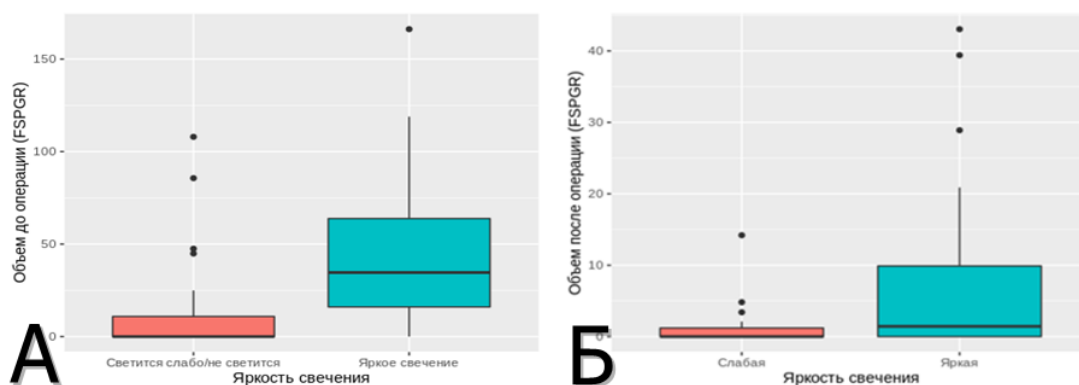 Объем до операции (FSPGR)
150
100
50
0
Светится слабо/не светится
Яркое свечение
Яркость свечения
А
Объем после операции (FSPGR)
40
30
20
10
0
Слабая
Яркая
Яркость свечения
Б